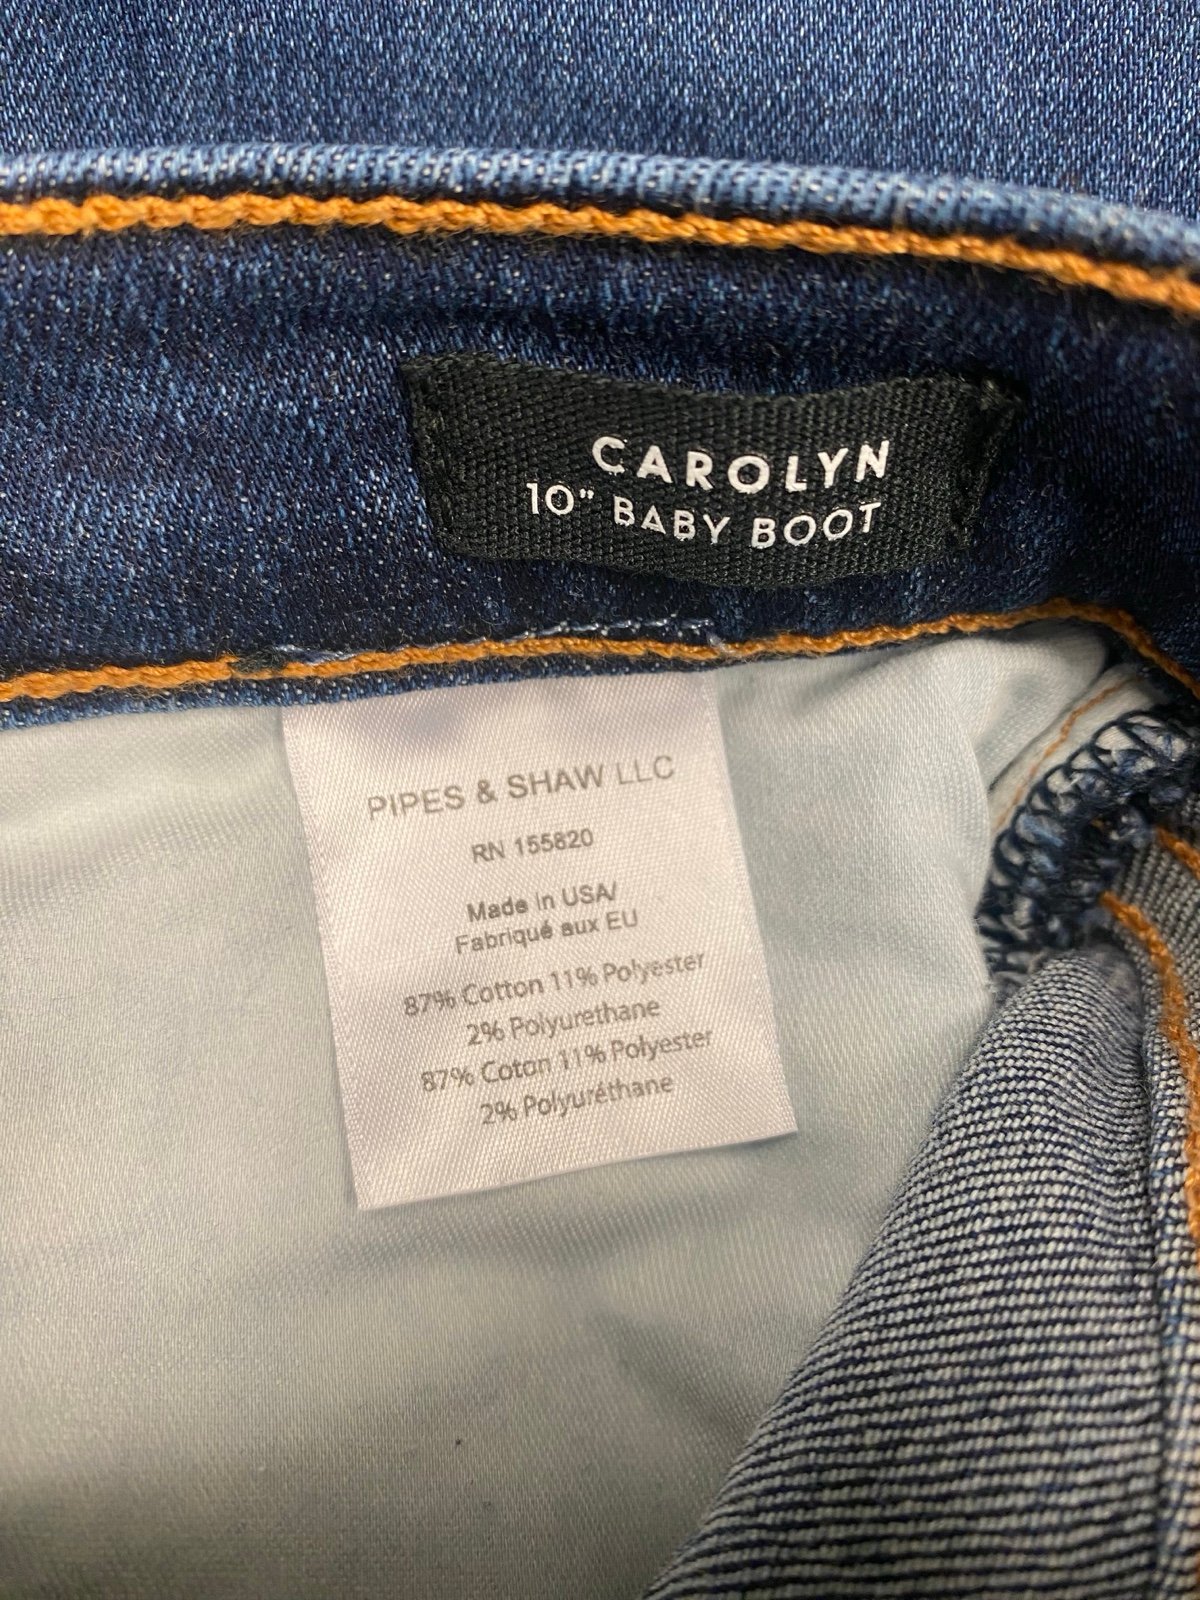 CAROLYN
10" BABY BOOT
PIPES & SHAW LLC
RN 155820
Made in USA/
Fabriqué aux EU
87% Cotton 11% Polyester
2% Polyurethane
87% Coton 11% Polyester
2% Polyuréthane